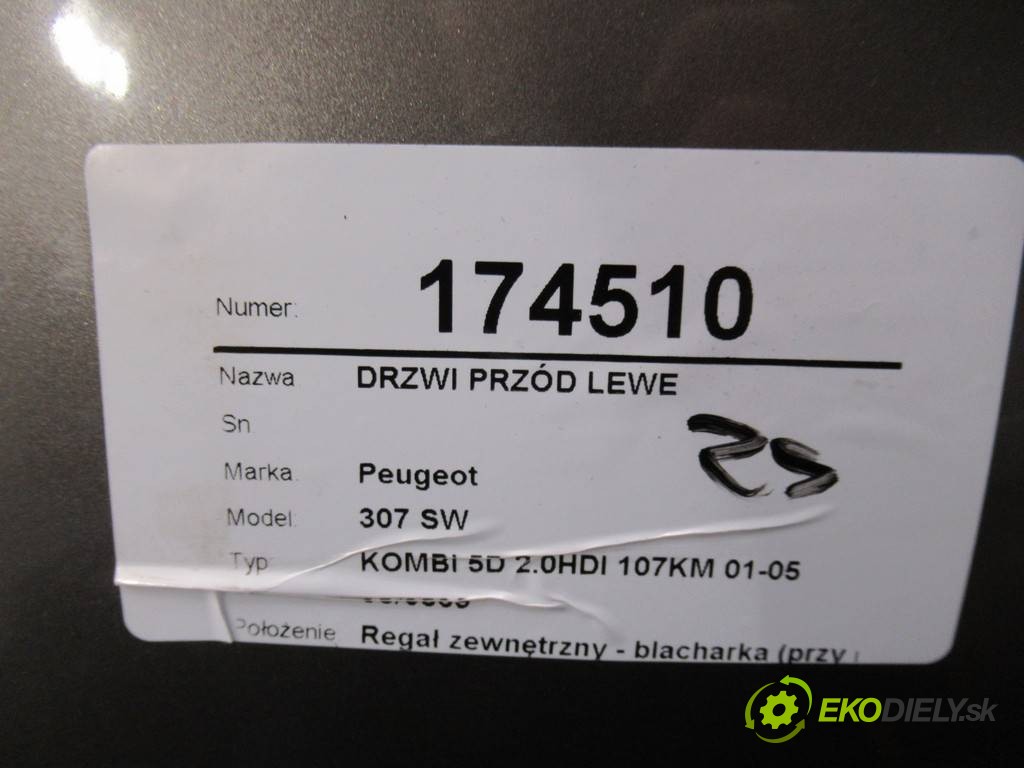 Numer: 174510
Nazwa DRZWI PRZÓD LEWE
Sn
Marka Peugeot
Model: 307 SW
Typ KOMBI 5D 2.0HDI 107KM 01-05
Położenie Regał zewnętrzny - blacharka (przy
EKODIELY.sk